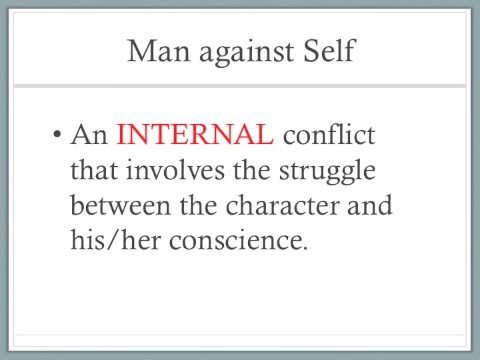 Man against Self
• An INTERNAL conflict
that involves the struggle
between the character and
his/her conscience.